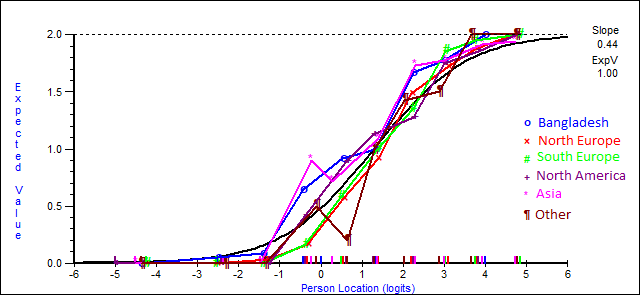 Slope
0.44
ExpV
1.00
Expected Value
2.0
1.5
1.0
0.5
0.0
o Bangladesh
× North Europe
# South Europe
+ North America
* Asia
¶ Other
-6 -5 -4 -3 -2 -1 0 1 2 3 4 5 6
Person Location (logits)